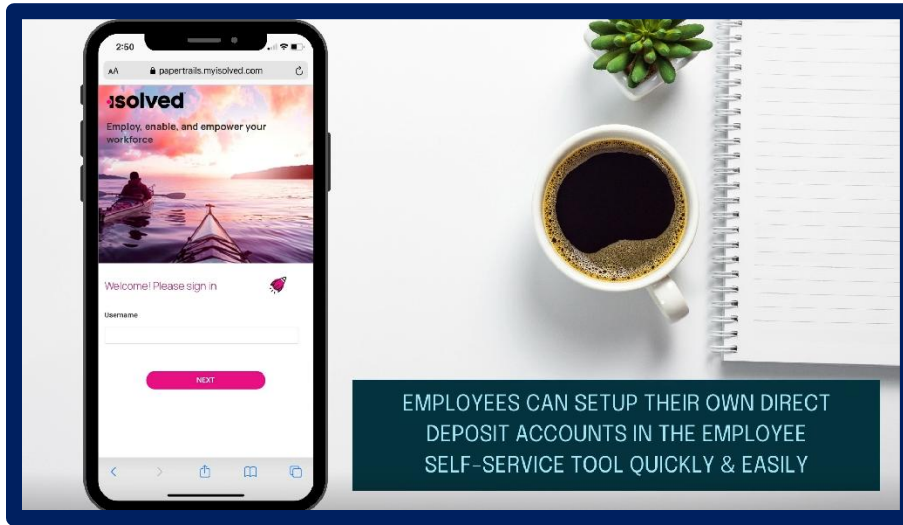 2:50
AA papertrails.myisolved.com
isolved
Employ, enable, and empower your
workforce
Welcome! Please sign in
Username
NEXT
EMPLOYEES CAN SETUP THEIR OWN DIRECT
DEPOSIT ACCOUNTS IN THE EMPLOYEE
SELF-SERVICE TOOL QUICKLY & EASILY